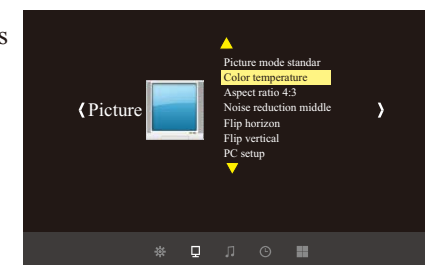 s
Picture mode standar
Color temperature
Aspect ratio 4:3
⟨Picture
Noise reduction middle
⟩
Flip horizon
Flip vertical
PC setup